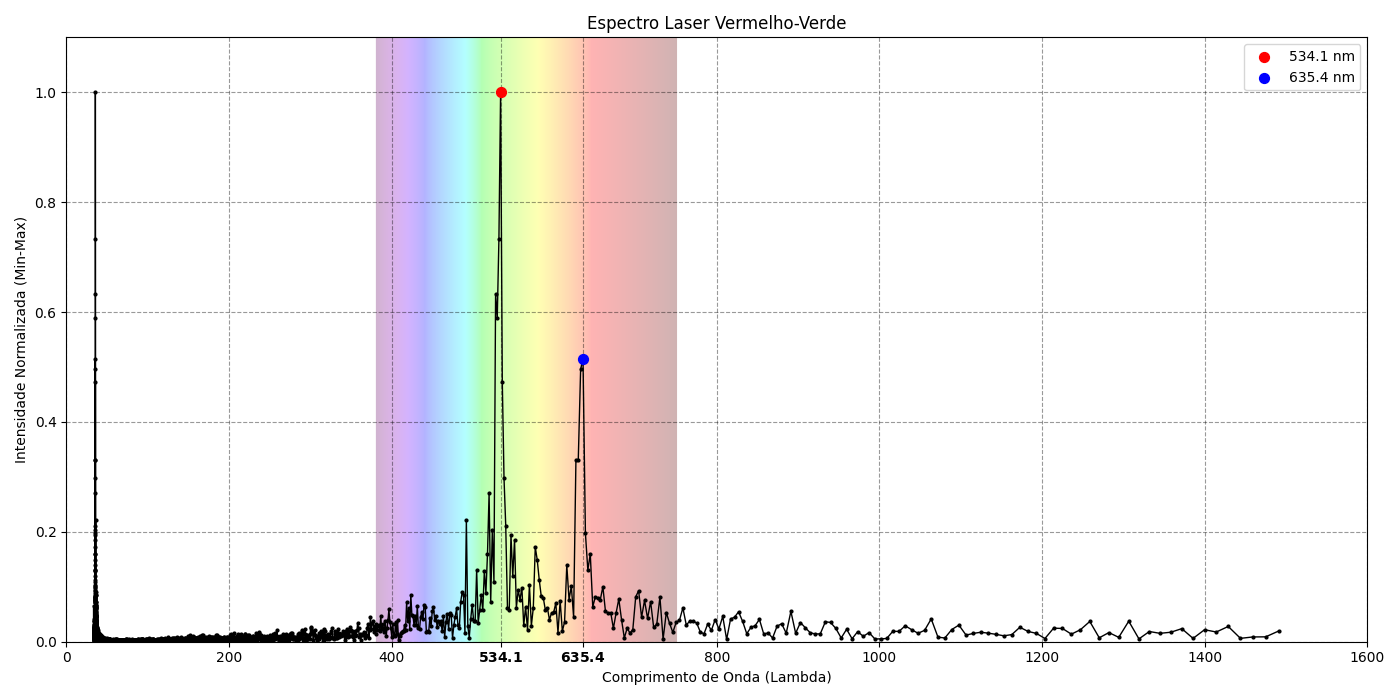 Espectro Laser Vermelho-Verde
534.1 nm
635.4 nm
Intensidade Normalizada (Min-Max)
1.0
0.8
0.6
0.4
0.2
0.0
0 200 400 534.1 635.4 800 1000 1200 1400 1600
Comprimento de Onda (Lambda)